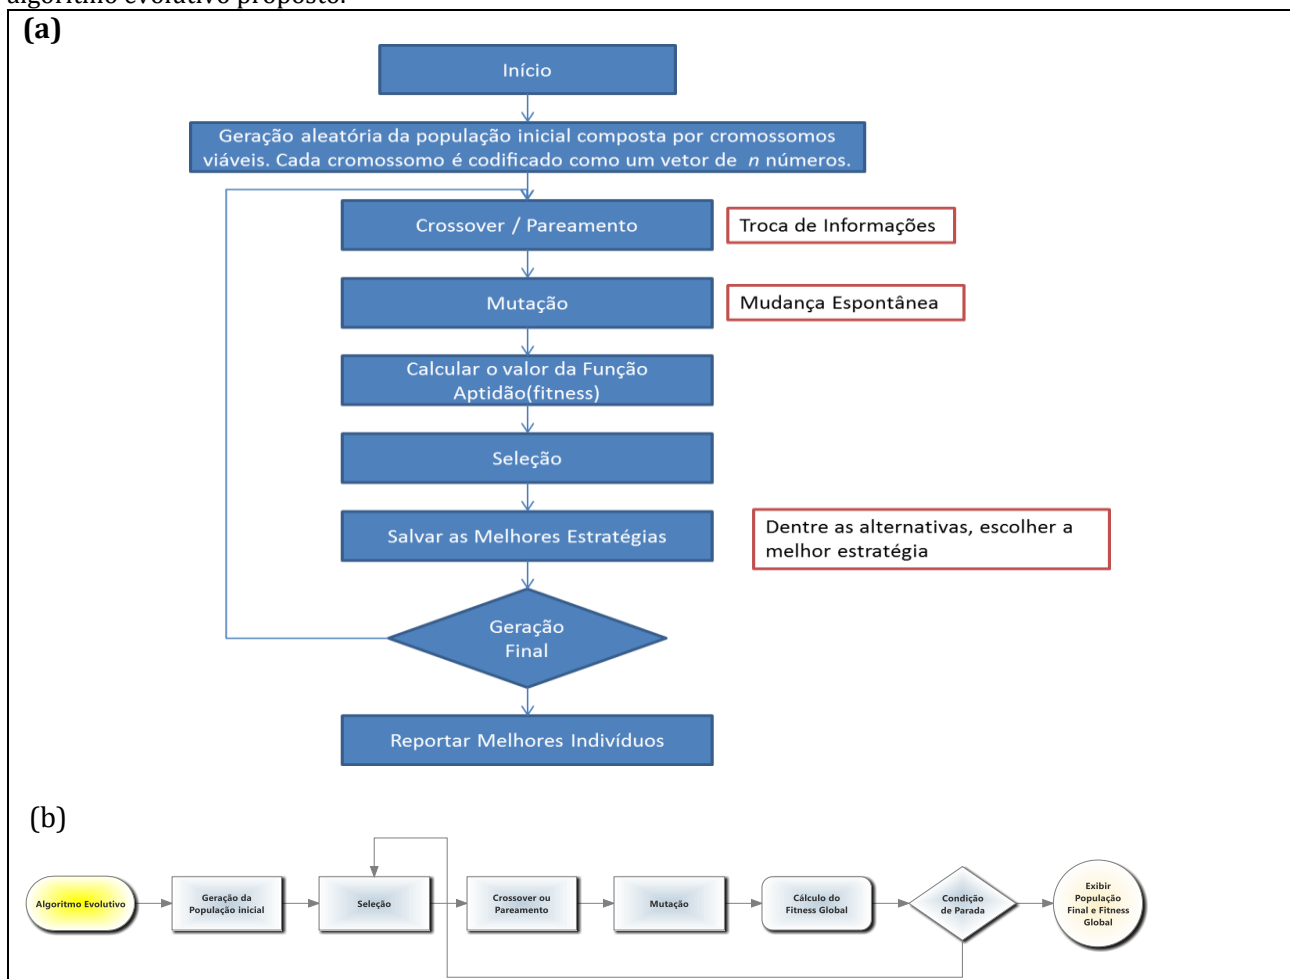 algoritmo evolutivo proposto.
(a)
Início
Geração aleatória da população inicial composta por cromossomos
viáveis. Cada cromossomo é codificado como um vetor de n números.
Crossover / Pareamento
Troca de Informações
Mutação
Mudança Espontânea
Calcular o valor da Função
Aptidão(fitness)
Seleção
Salvar as Melhores Estratégias
Dentre as alternativas, escolher a
melhor estratégia
Geração
Final
Reportar Melhores Indivíduos
(b)
Algoritmo Evolutivo
Geração da
População inicial
Seleção
Crossover ou
Pareamento
Mutação
Cálculo do
Fitness Global
Condição
de Parada
Exibir
População
Final e Fitness
Global